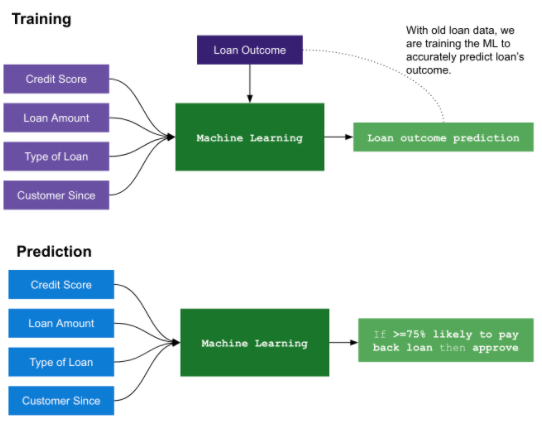 Training
With old loan data, we
are training the ML to
accurately predict loan's
outcome.
Loan Outcome
Credit Score
Loan Amount
Type of Loan
Customer Since
Machine Learning
Loan outcome prediction
Prediction
Credit Score
Loan Amount
Type of Loan
Customer Since
Machine Learning
If >=75% likely to pay
back loan then approve